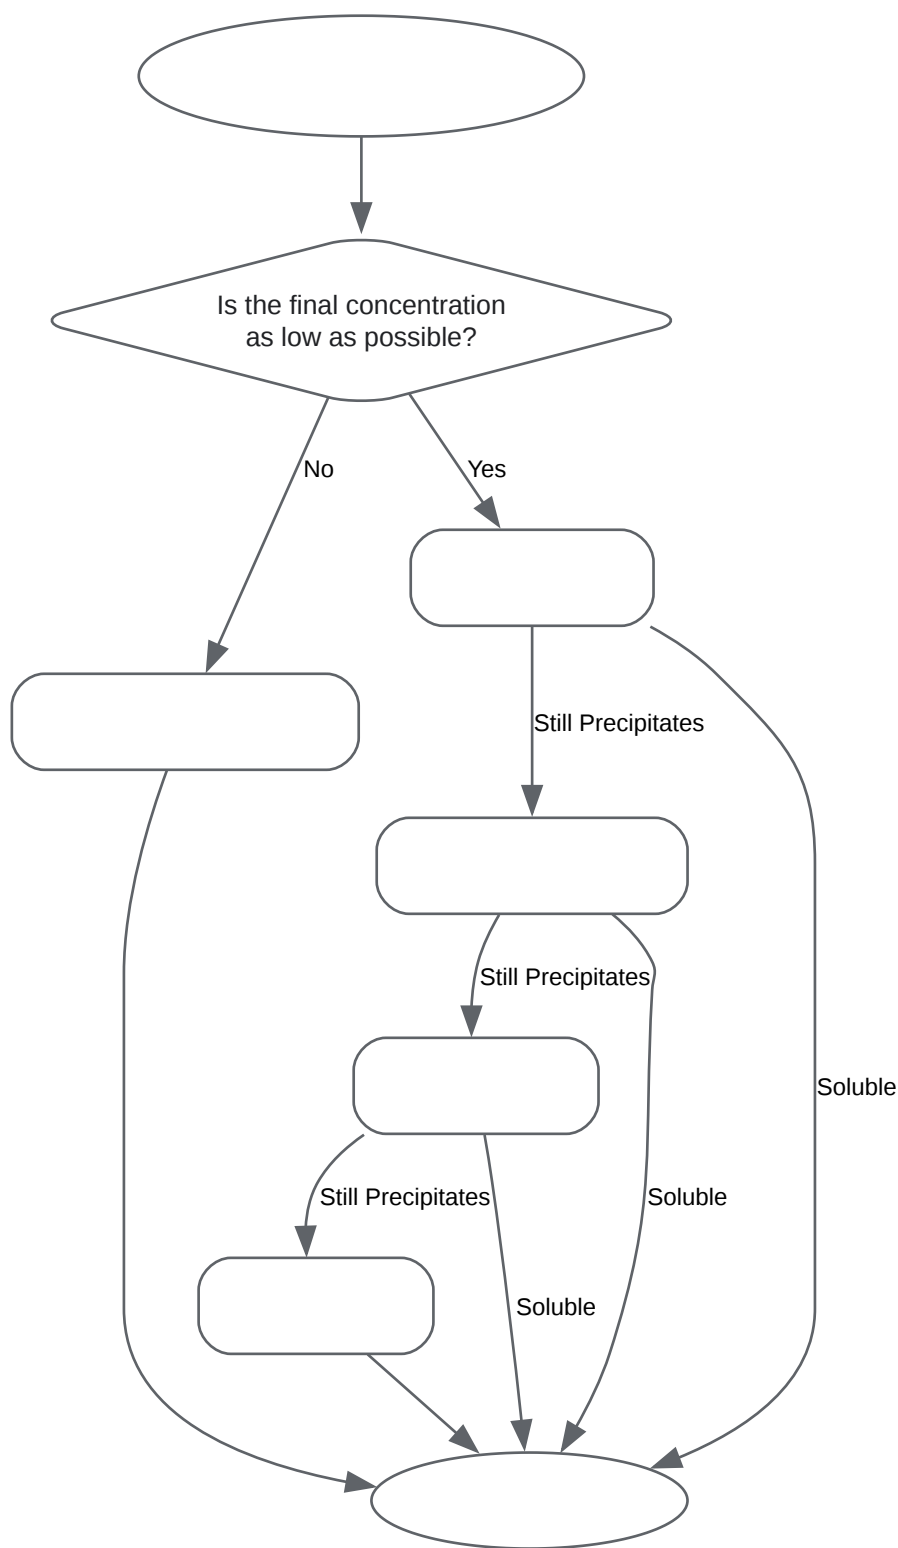 Is the final concentration
as low as possible?
No
Yes
Still Precipitates
Still Precipitates
Soluble
Still Precipitates
Soluble
Soluble